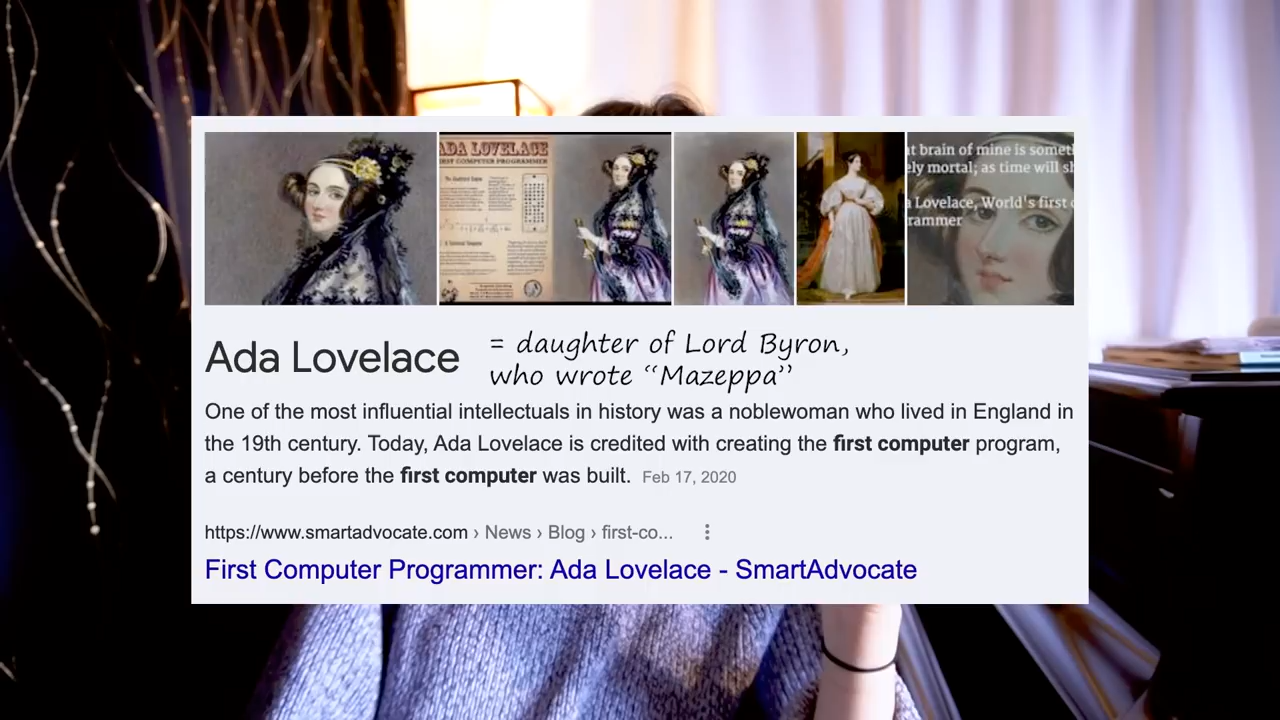 ADA LOVELACE
FIRST COMPUTER PROGRAMMER
t brain of mine is someth
ely mortal; as time will sh
a Lovelace, World's first c
rammer
Ada Lovelace
= daughter of Lord Byron,
who wrote “Mazeppa”
One of the most influential intellectuals in history was a noblewoman who lived in England in
the 19th century. Today, Ada Lovelace is credited with creating the first computer program,
a century before the first computer was built. Feb 17, 2020
https://www.smartadvocate.com › News › Blog › first-co...
First Computer Programmer: Ada Lovelace - SmartAdvocate